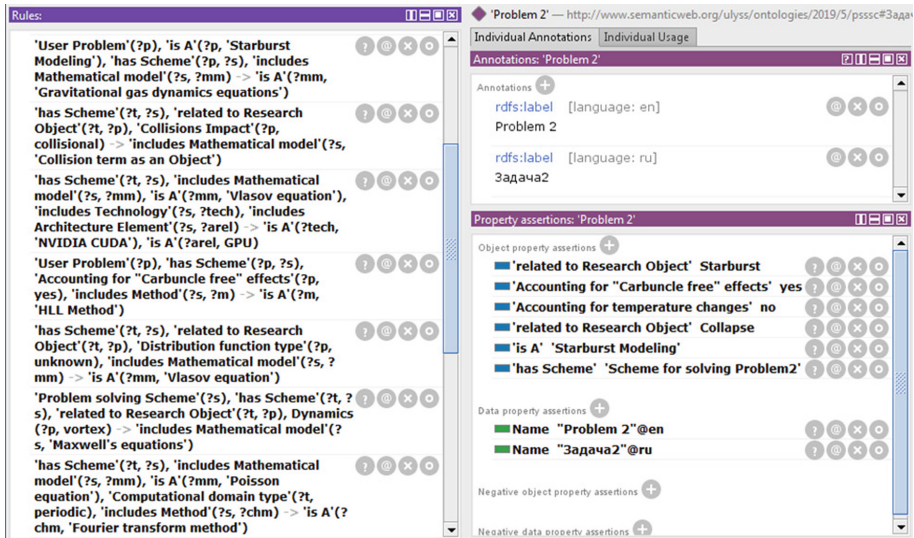 Rules:
'User Problem'(?p), 'is A'(?p, 'Starburst
Modeling'), 'has Scheme'(?p, ?s), 'includes
Mathematical model'(?s, ?mm) -> 'is A'(?mm,
'Gravitational gas dynamics equations')
'has Scheme'(?t, ?s), 'related to Research
Object'(?t, ?p), 'Collisions Impact'(?p,
collisional) -> 'includes Mathematical model'(?s,
'Collision term as an Object')
'has Scheme'(?t, ?s), 'includes Mathematical
model'(?s, ?mm), 'is A'(?mm, 'Vlasov equation'),
'includes Technology'(?s, ?tech), 'includes
Architecture Element'(?s, ?arel) -> 'is A'(?tech,
'NVIDIA CUDA'), 'is A'(?arel, GPU)
'User Problem'(?p), 'has Scheme'(?p, ?s),
'Accounting for "Carbuncle free" effects'(?p,
yes), 'includes Method'(?s, ?m) -> 'is A'(?m,
'HLL Method')
'has Scheme'(?t, ?s), 'related to Research
Object'(?t, ?p), 'Distribution function type'(?p,
unknown), 'includes Mathematical model'(?s, ?
mm) -> 'is A'(?mm, 'Vlasov equation')
'Problem solving Scheme'(?s), 'has Scheme'(?t, ?
s), 'related to Research Object'(?t, ?p), Dynamics
(?p, vortex) -> 'includes Mathematical model'(?
s, 'Maxwell's equations')
'has Scheme'(?t, ?s), 'includes Mathematical
model'(?s, ?mm), 'is A'(?mm, 'Poisson
equation'), 'Computational domain type'(?t,
periodic), 'includes Method'(?s, ?chm) -> 'is A'(?
chm, 'Fourier transform method')
'Problem 2' — http://www.semanticweb.org/ulyss/ontologies/2019/5/psssc#Зада
Individual Annotations Individual Usage
Annotations: 'Problem 2'
Annotations
rdfs:label [language: en]
Problem 2
rdfs:label [language: ru]
Задача2
Property assertions: 'Problem 2'
Object property assertions
'related to Research Object' Starburst
'Accounting for "Carbuncle free" effects' yes
'Accounting for temperature changes' no
'related to Research Object' Collapse
'is A' 'Starburst Modeling'
'has Scheme' 'Scheme for solving Problem2'
Data property assertions
Name "Problem 2"@en
Name "Задача2"@ru
Negative object property assertions
Negative data property assertions